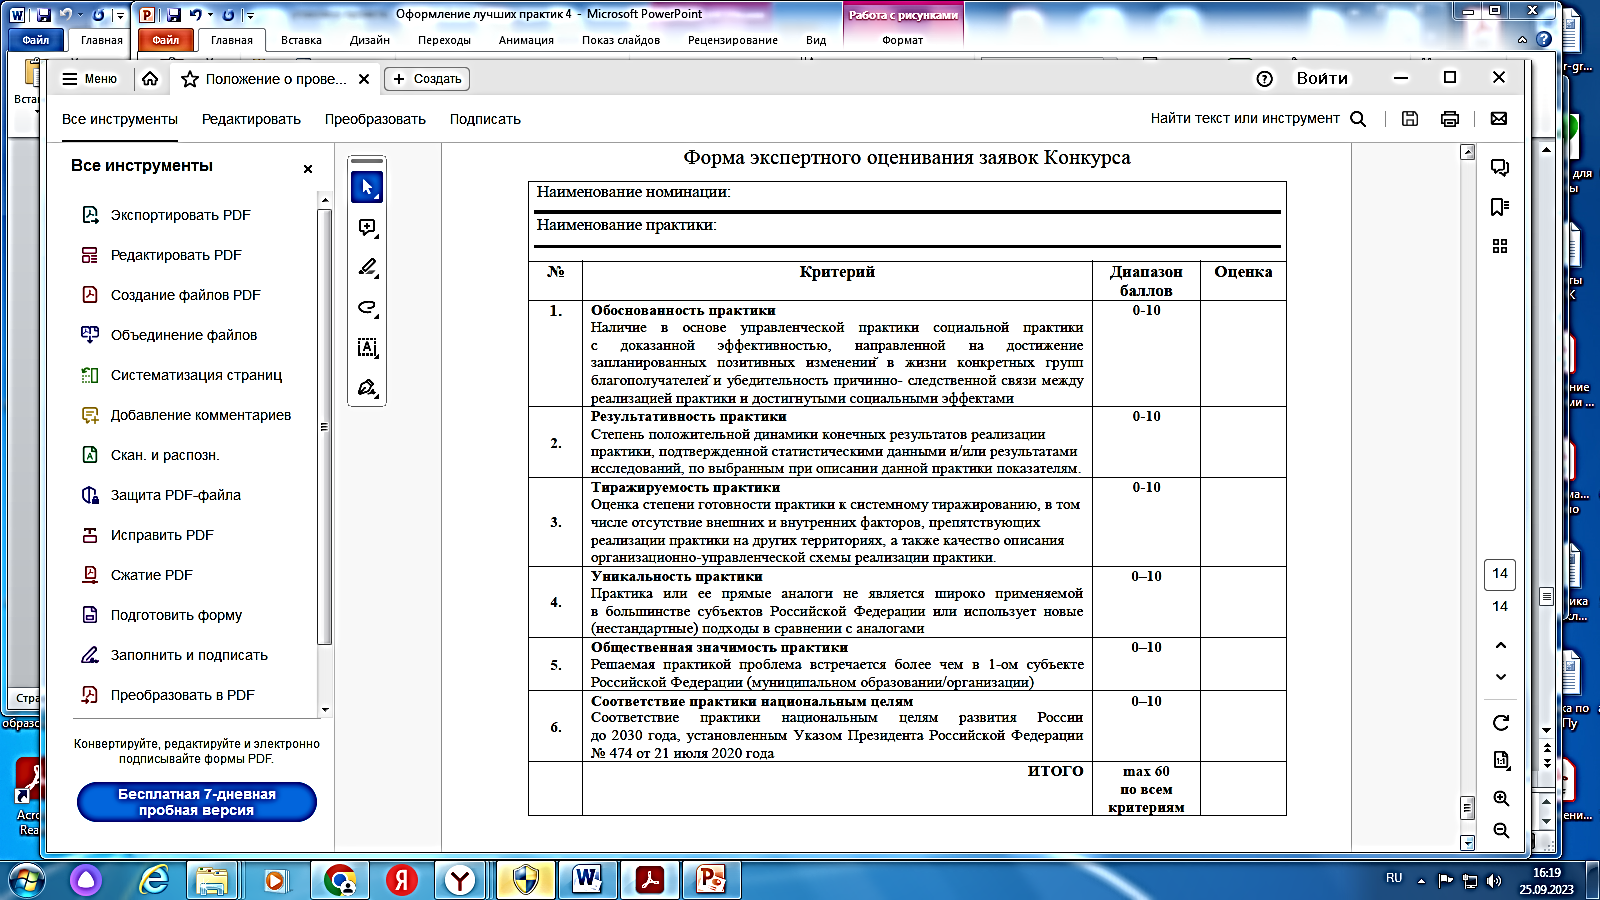 Оформление лучших практик 4 - Microsoft PowerPoint
Работа с рисунками
Файл
Главная
Файл
Главная
Вставка
Дизайн
Переходы
Анимация
Показ слайдов
Рецензирование
Вид
Формат
Меню
Положение о прове...
Создать
Войти
Все инструменты
Редактировать
Преобразовать
Подписать
Найти текст или инструмент
Все инструменты
Экспортировать PDF
Редактировать PDF
Создание файлов PDF
Объединение файлов
Систематизация страниц
Добавление комментариев
Скан. и распозн.
Защита PDF-файла
Исправить PDF
Сжатие PDF
Подготовить форму
Заполнить и подписать
Преобразовать в PDF
Конвертируйте, редактируйте и электронно
подписывайте формы PDF.
Бесплатная 7-дневная
пробная версия
Форма экспертного оценивания заявок Конкурса
Наименование номинации:
Наименование практики:
№ Критерий Диапазон баллов Оценка
1. Обоснованность практики 0-10
Наличие в основе управленческой практики социальной практики
с доказанной эффективностью, направленной на достижение
запланированных позитивных изменений в жизни конкретных групп
благополучателей и убедительность причинно- следственной связи между
реализацией практики и достигнутыми социальными эффектами
2. Результативность практики 0-10
Степень положительной динамики конечных результатов реализации
практики, подтвержденной статистическими данными и/или результатами
исследований, по выбранным при описании данной практики показателям.
3. Тиражируемость практики 0-10
Оценка степени готовности практики к системному тиражированию, в том
числе отсутствие внешних и внутренних факторов, препятствующих
реализации практики на других территориях, а также качество описания
организационно-управленческой схемы реализации практики.
4. Уникальность практики 0–10
Практика или ее прямые аналоги не является широко применяемой
в большинстве субъектов Российской Федерации или использует новые
(нестандартные) подходы в сравнении с аналогами
5. Общественная значимость практики 0–10
Решаемая практикой проблема встречается более чем в 1-ом субъекте
Российской Федерации (муниципальном образовании/организации)
6. Соответствие практики национальным целям 0–10
Соответствие практики национальным целям развития России
до 2030 года, установленным Указом Президента Российской Федерации
№ 474 от 21 июля 2020 года
ИТОГО max 60
по всем
критериям
14
14
RU
16:19
25.09.2023